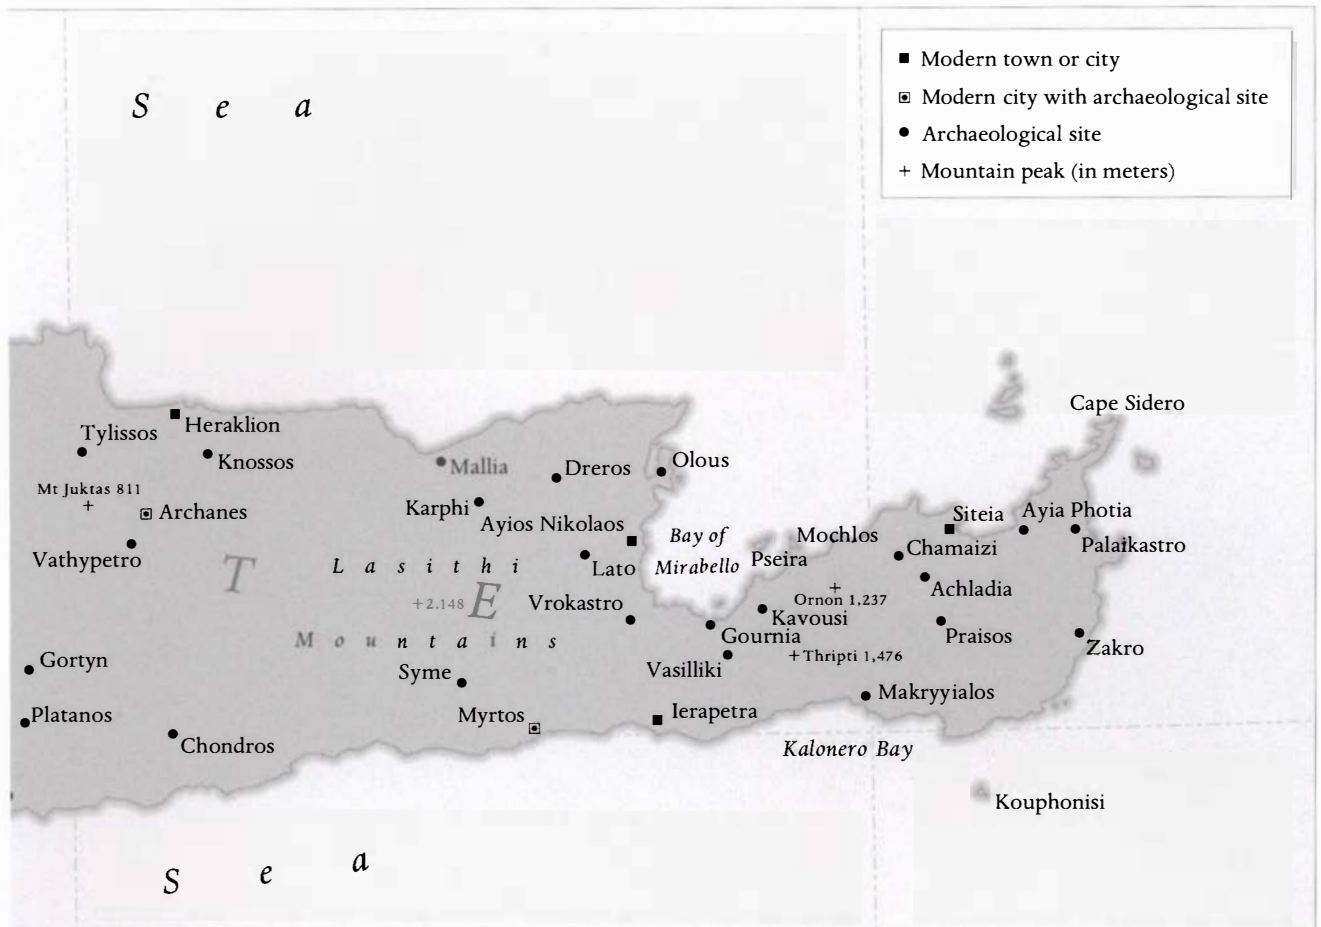 S e a
■ Modern town or city
▣ Modern city with archaeological site
● Archaeological site
+ Mountain peak (in meters)
Cape Sidero
Heraklion
Tylissos
Knossos
Mallia
Dreros
Olous
Mt Juktas 811
+
Archanes
Karphi
Ayios Nikolaos
Siteia
Ayia Photia
Bay of
Mirabello
Mochlos
Pseira
Chamaizi
Palaikastro
Vathypetro
T
Lasithi
Lato
+2.148
E
Vrokastro
+
Ornon 1,237
Achladia
Kavousi
Mountains
Gournia
Praisos
Zakro
Gortyn
Syme
Vasilliki
+Thripti 1,476
Platanos
Myrtos
Ierapetra
Makryyialos
Chondros
Kalonero Bay
Kouphonisi
S e a